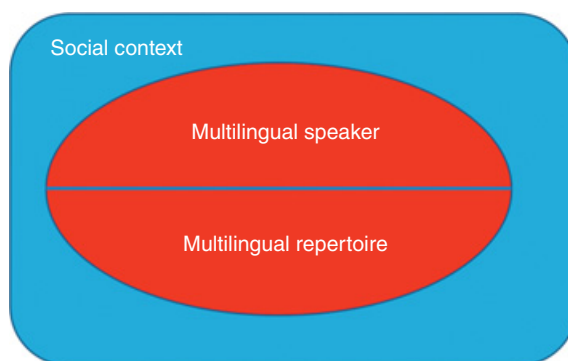 Social context
Multilingual speaker
Multilingual repertoire